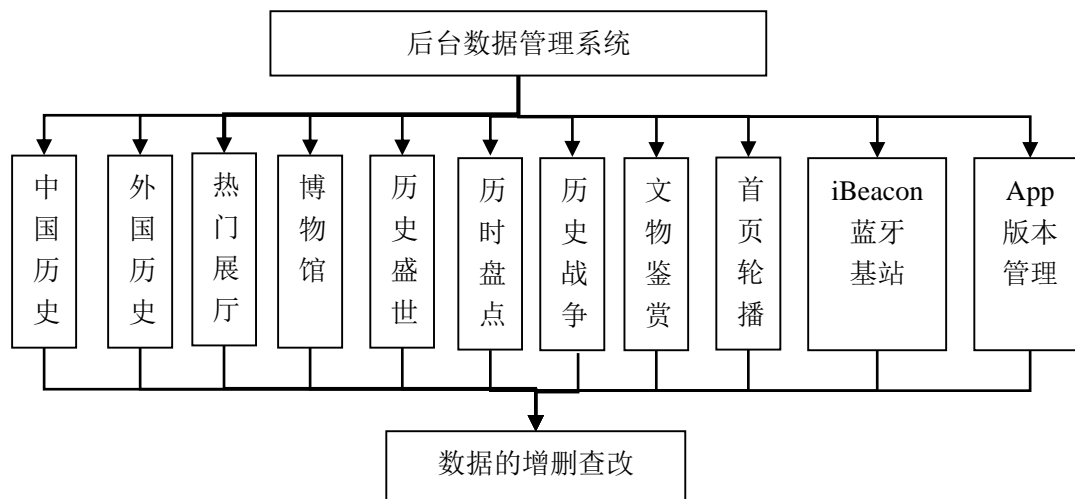 后台数据管理系统
中国历史
外国历史
热门展厅
博物馆
历史盛世
历时盘点
历史战争
文物鉴赏
首页轮播
iBeacon
蓝牙
基站
App
版本
管理
数据的增删查改